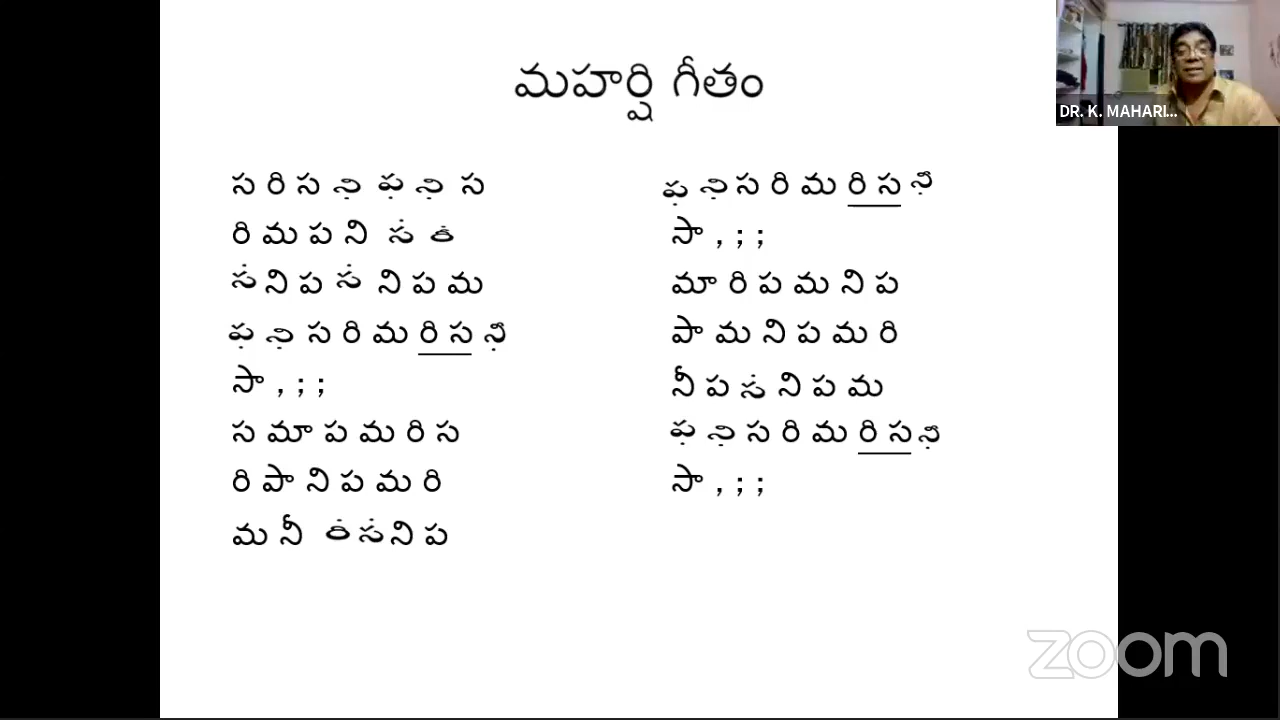 మహర్షి గీతం
స రి స ని ప ని స
రి మ ప ని స రి
స ని ప స ని ప మ
ప ని స రి మ రి స ని
సా , ; ;
స మా ప మ రి స
రి పా ని ప మ రి
మ నీ రి స ని ప
ప ని స రి మ రి స ని
సా , ; ;
మా రి ప మ ని ప
పా మ ని ప మ రి
నీ ప స ని ప మ
ప ని స రి మ రి స ని
సా , ; ;
DR. K. MAHARI...
zoom